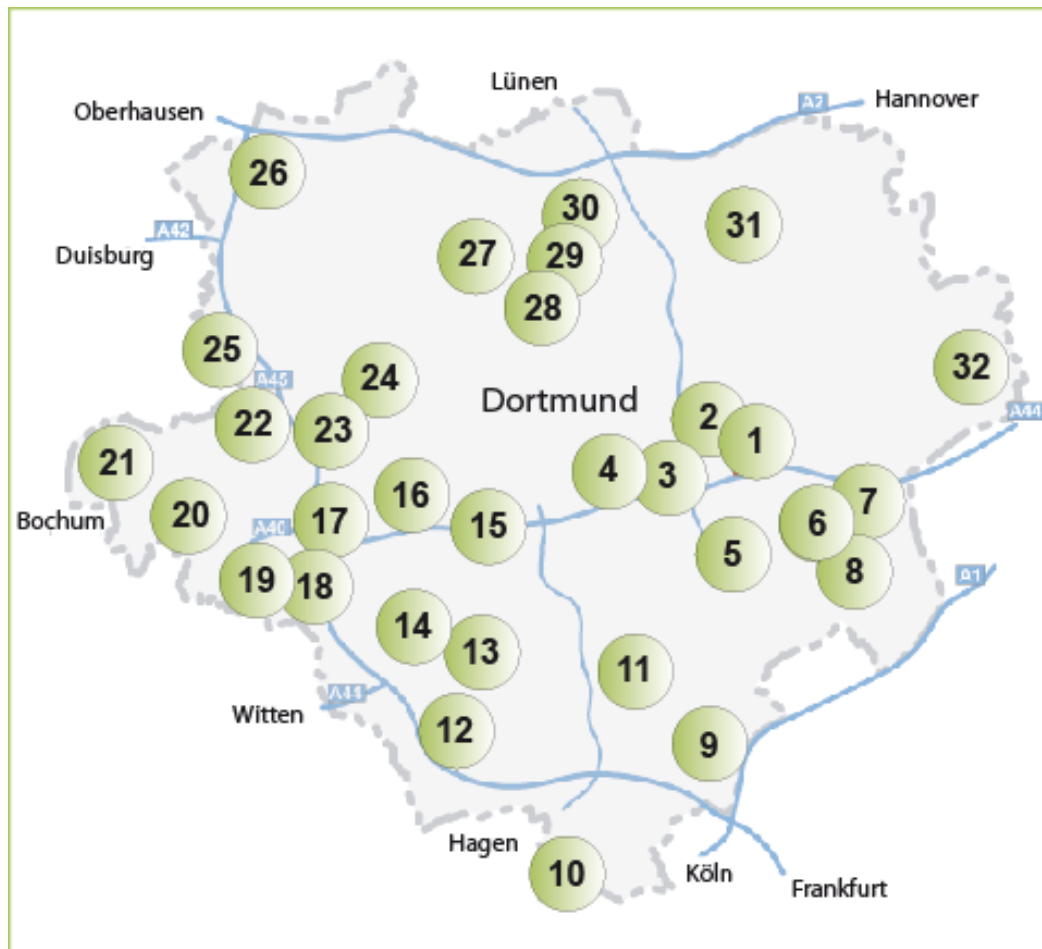 Lünen
A2
Hannover
Oberhausen
26
30
31
A42
27
29
Duisburg
28
25
24
32
A45
Dortmund
22
23
2
1
A44
21
4
3
16
7
Bochum
20
17
15
6
A40
5
19
18
8
A1
14
13
11
A44
Witten
12
9
Hagen
10
Köln
Frankfurt